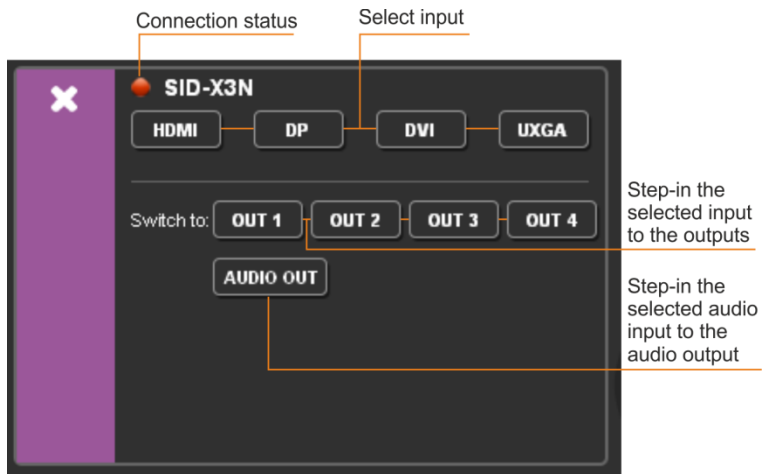 Connection status
Select input
SID-X3N
HDMI
DP
DVI
UXGA
Switch to:
OUT 1
OUT 2
OUT 3
OUT 4
AUDIO OUT
Step-in the
selected input
to the outputs
Step-in the
selected audio
input to the
audio output